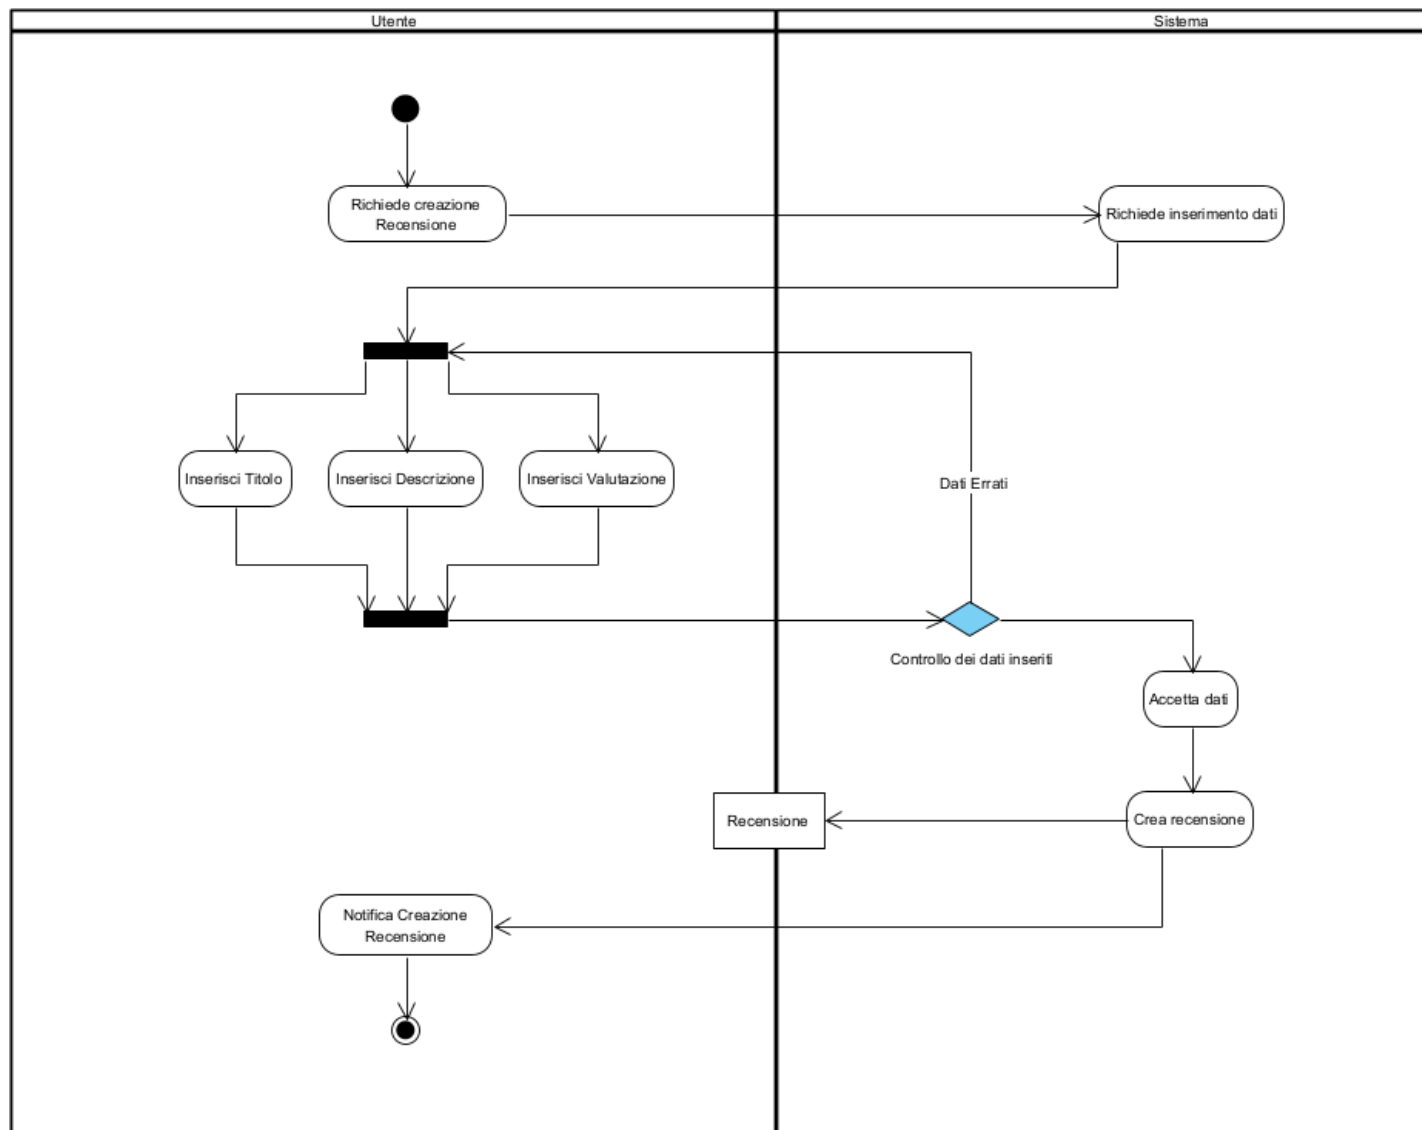 Utente
Sistema
Richiede creazione
Recensione
Richiede inserimento dati
Inserisci Titolo
Inserisci Descrizione
Inserisci Valutazione
Dati Errati
Controllo dei dati inseriti
Accetta dati
Recensione
Crea recensione
Notifica Creazione
Recensione